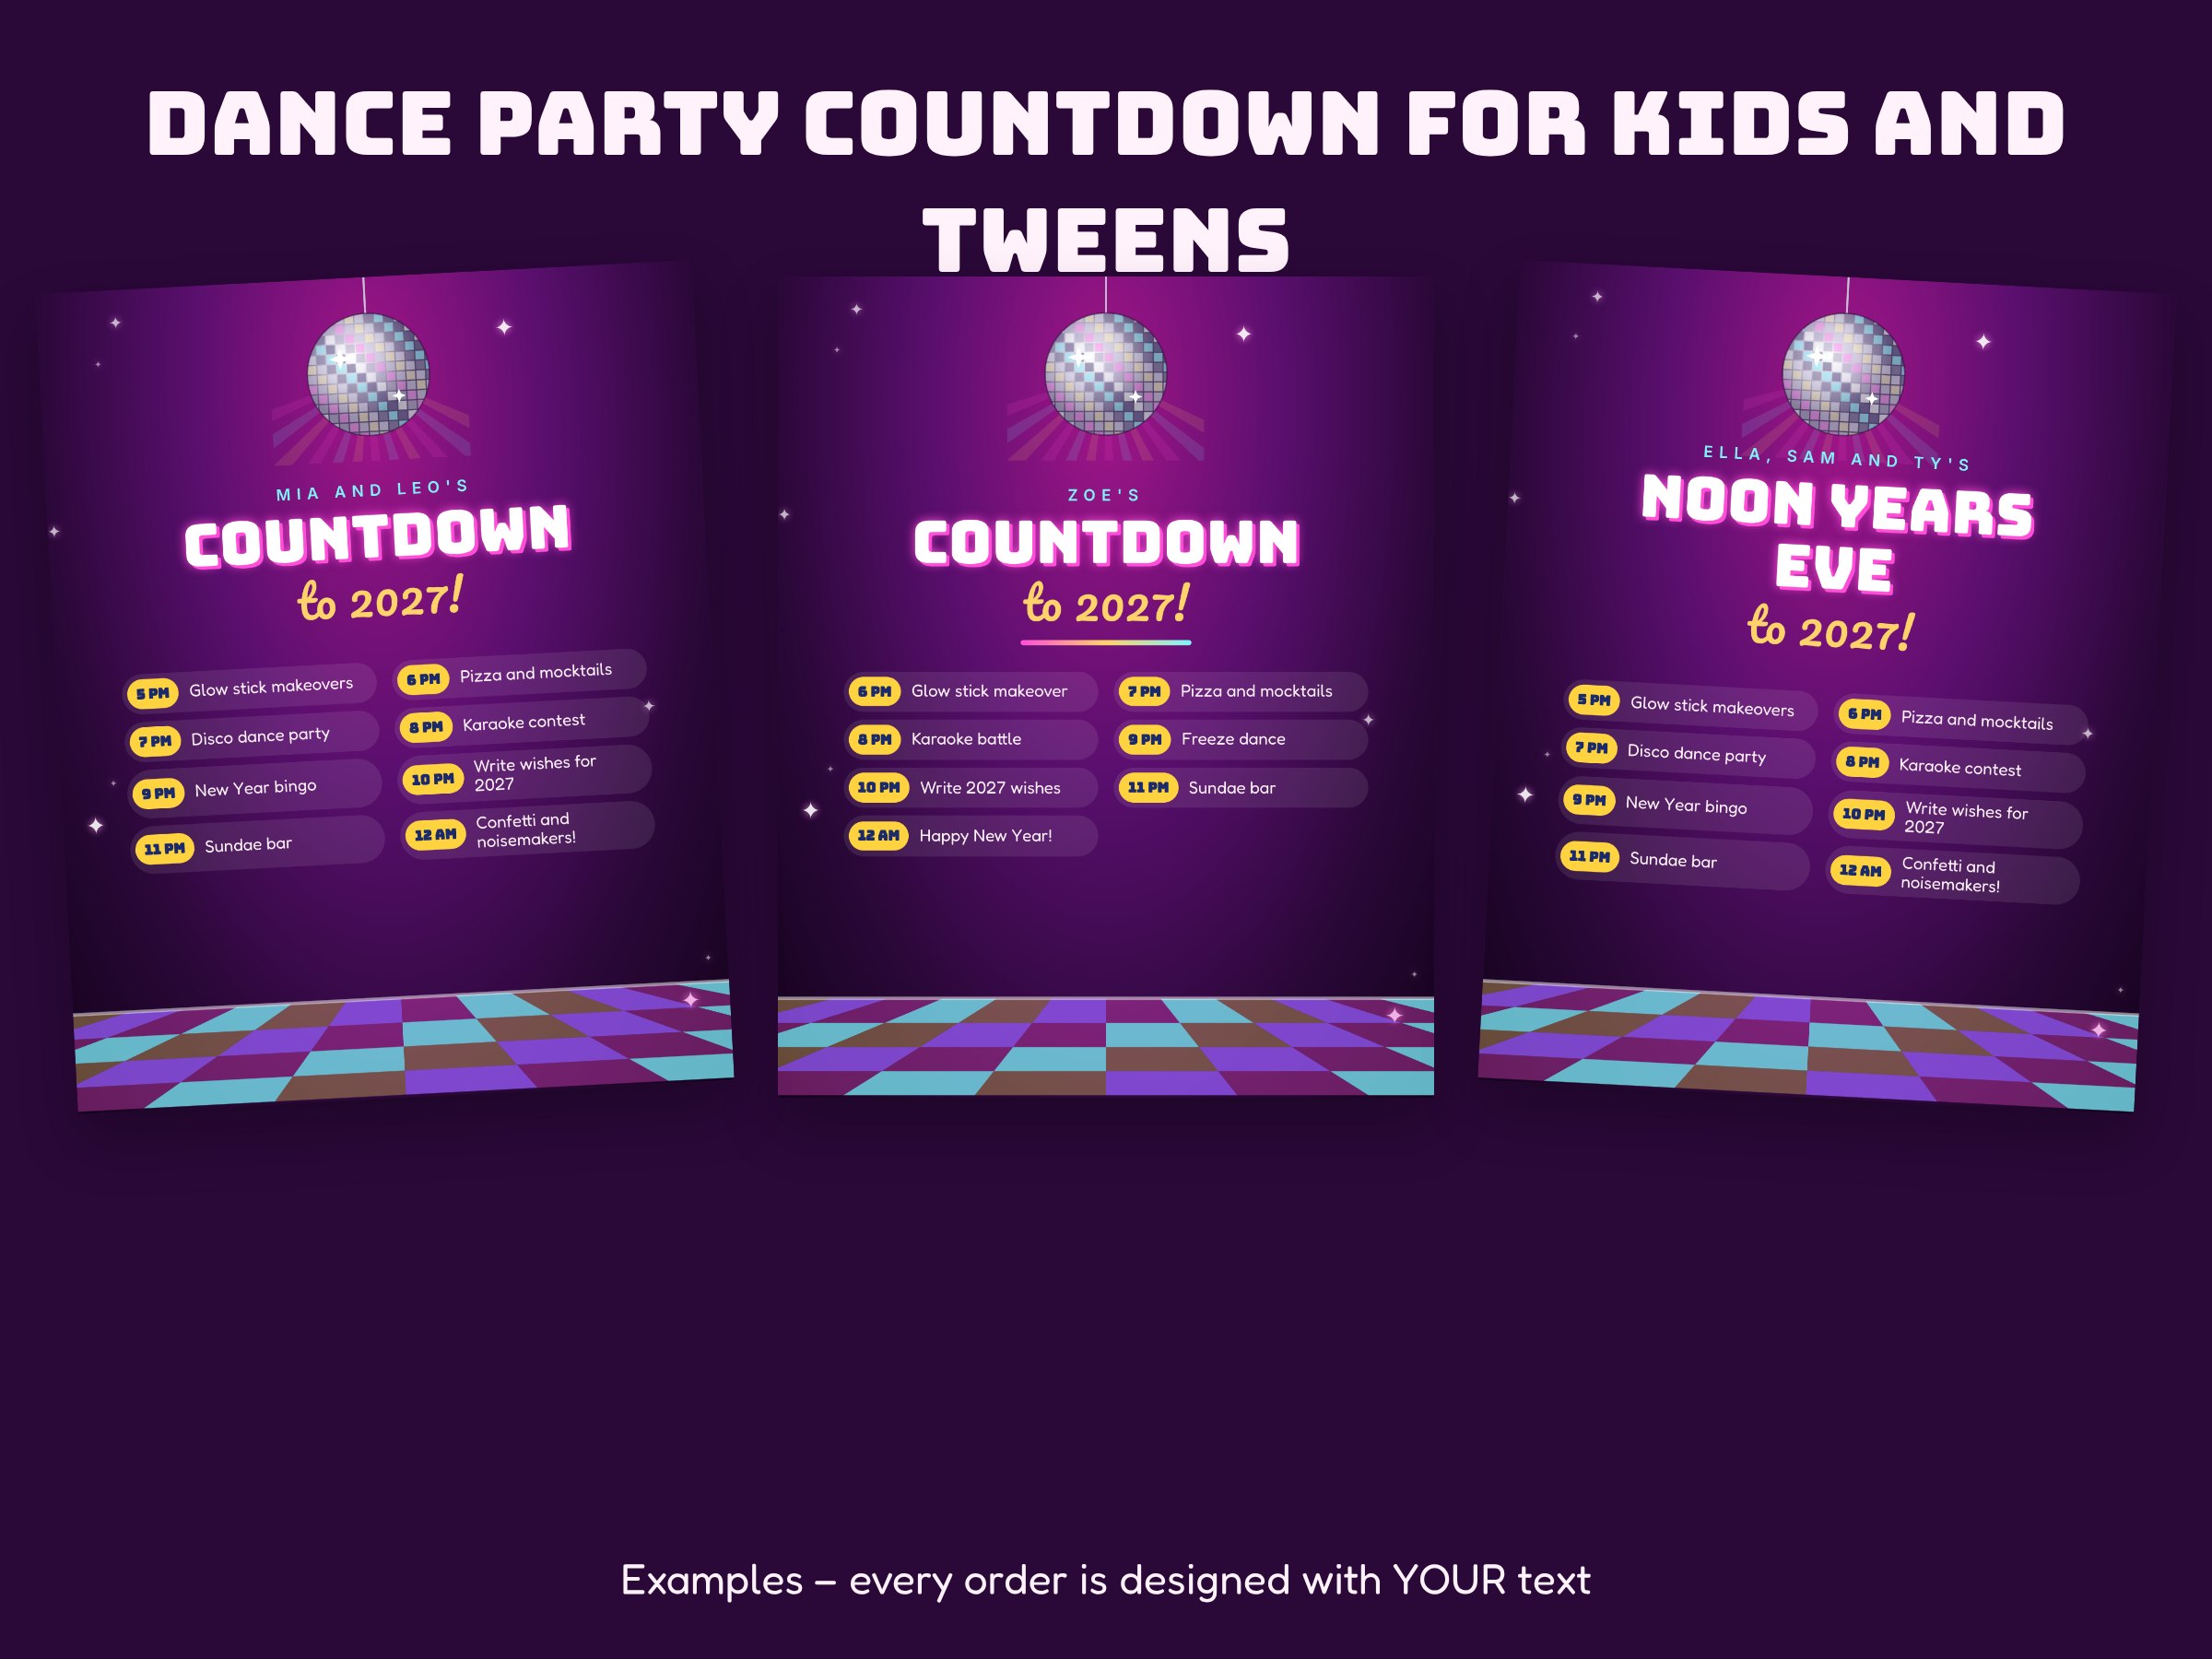 DANCE PARTY COUNTDOWN FOR KIDS AND
TWEENS
MIA AND LEO'S
COUNTDOWN
to 2027!
5 PM Glow stick makeovers
6 PM Pizza and mocktails
7 PM Disco dance party
8 PM Karaoke contest
9 PM New Year bingo
10 PM Write wishes for
2027
11 PM Sundae bar
12 AM Confetti and
noisemakers!
ZOE'S
COUNTDOWN
to 2027!
6 PM Glow stick makeover
7 PM Pizza and mocktails
8 PM Karaoke battle
9 PM Freeze dance
10 PM Write 2027 wishes
11 PM Sundae bar
12 AM Happy New Year!
ELLA, SAM AND TY'S
NOON YEARS
EVE
to 2027!
5 PM Glow stick makeovers
6 PM Pizza and mocktails
7 PM Disco dance party
8 PM Karaoke contest
9 PM New Year bingo
10 PM Write wishes for
2027
11 PM Sundae bar
12 AM Confetti and
noisemakers!
Examples – every order is designed with YOUR text